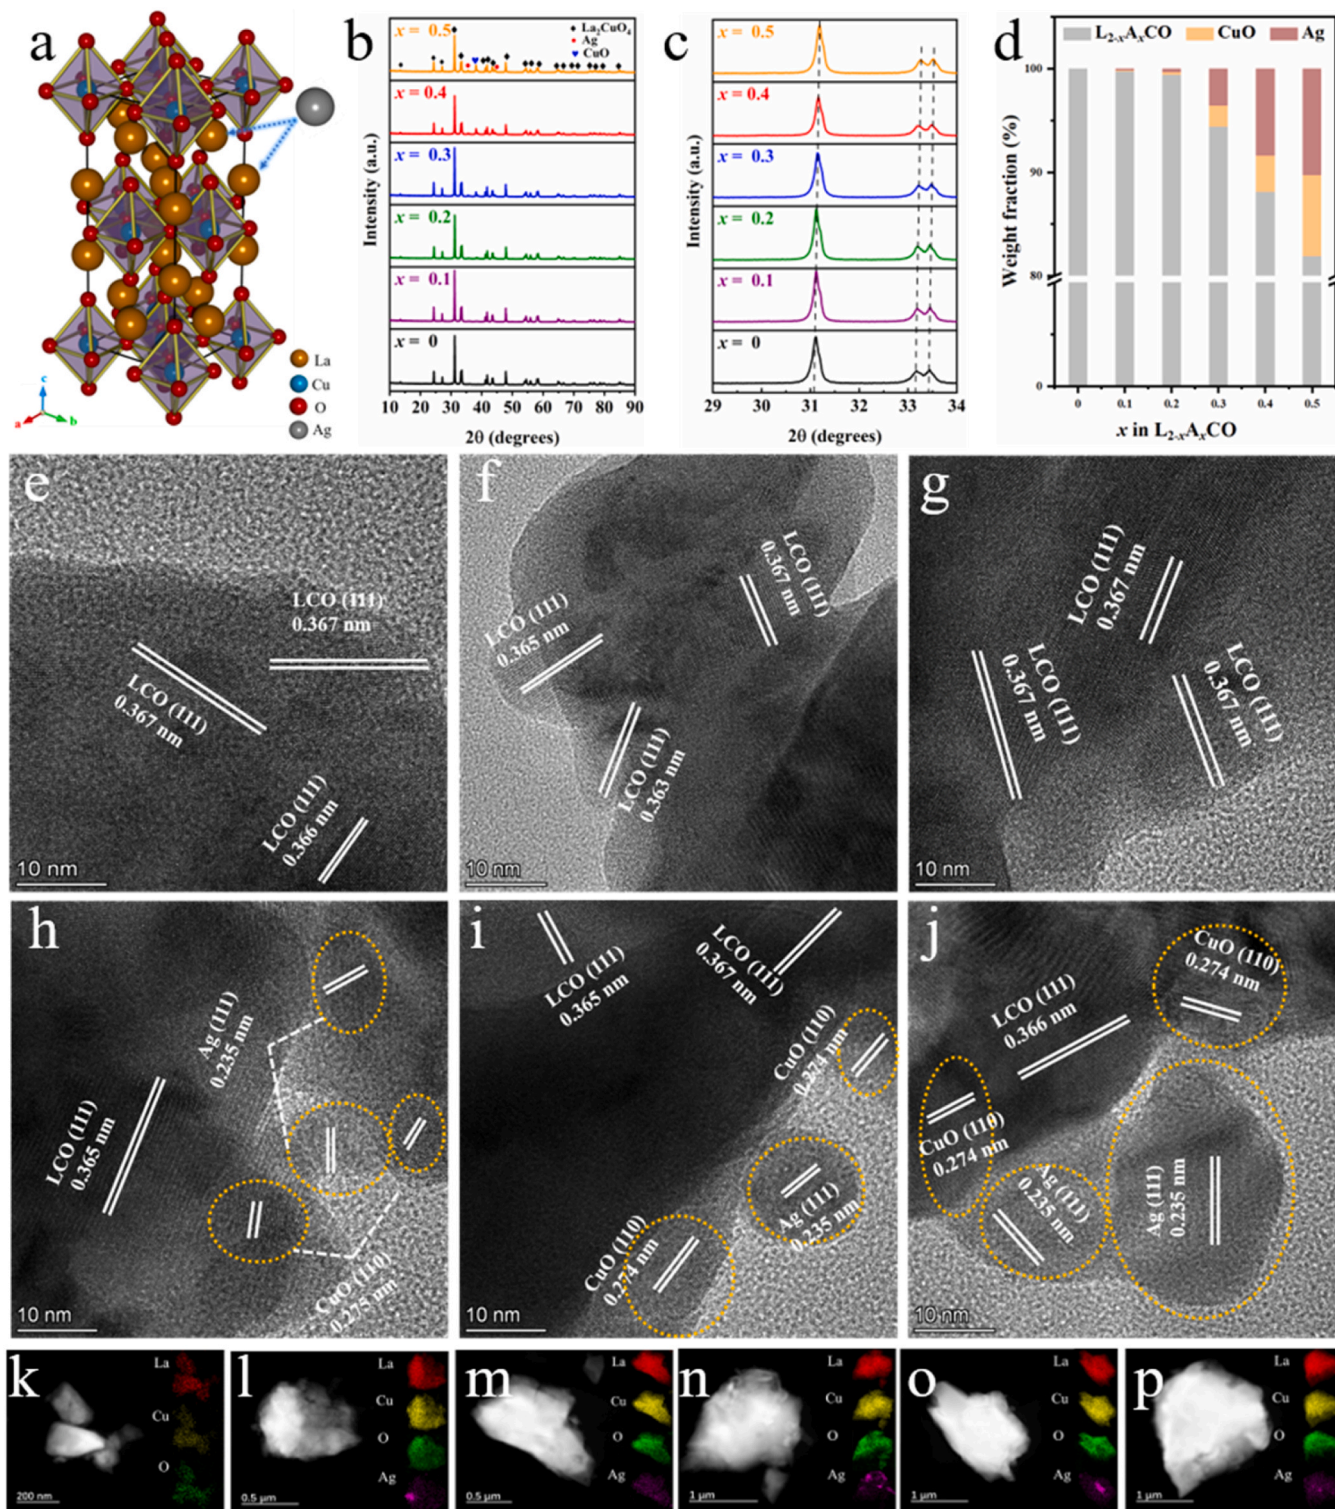 a
La
Cu
O
Ag
c
a
b
b
x = 0.5
x = 0.4
x = 0.3
x = 0.2
x = 0.1
x = 0
La₂CuO₄
Ag
CuO
Intensity (a.u.)
10 20 30 40 50 60 70 80 90
2θ (degrees)
c
x = 0.5
x = 0.4
x = 0.3
x = 0.2
x = 0.1
x = 0
Intensity (a.u.)
29 30 31 32 33 34
2θ (degrees)
d
L₂₋ₓAₓCO CuO Ag
Weight fraction (%)
100
90
80
0
0 0.1 0.2 0.3 0.4 0.5
x in L₂₋ₓAₓCO
e
LCO (111)
0.367 nm
LCO (111)
0.367 nm
LCO (111)
0.366 nm
10 nm
f
LCO (111)
0.367 nm
LCO (111)
0.365 nm
LCO (111)
0.363 nm
10 nm
g
LCO (111)
0.367 nm
LCO (111)
0.367 nm
LCO (111)
0.367 nm
10 nm
h
Ag (111)
0.235 nm
LCO (111)
0.365 nm
CuO (110)
0.275 nm
10 nm
i
LCO (111)
0.365 nm
LCO (111)
0.367 nm
CuO (110)
0.274 nm
Ag (111)
0.235 nm
CuO (110)
0.274 nm
10 nm
j
CuO (110)
0.274 nm
LCO (111)
0.366 nm
CuO (110)
0.274 nm
Ag (111)
0.235 nm
Ag (111)
0.235 nm
10 nm
k
La
Cu
O
200 nm
l
La
Cu
O
Ag
0.5 μm
m
La
Cu
O
Ag
0.5 μm
n
La
Cu
O
Ag
1 μm
o
La
Cu
O
Ag
1 μm
p
La
Cu
O
Ag
1 μm